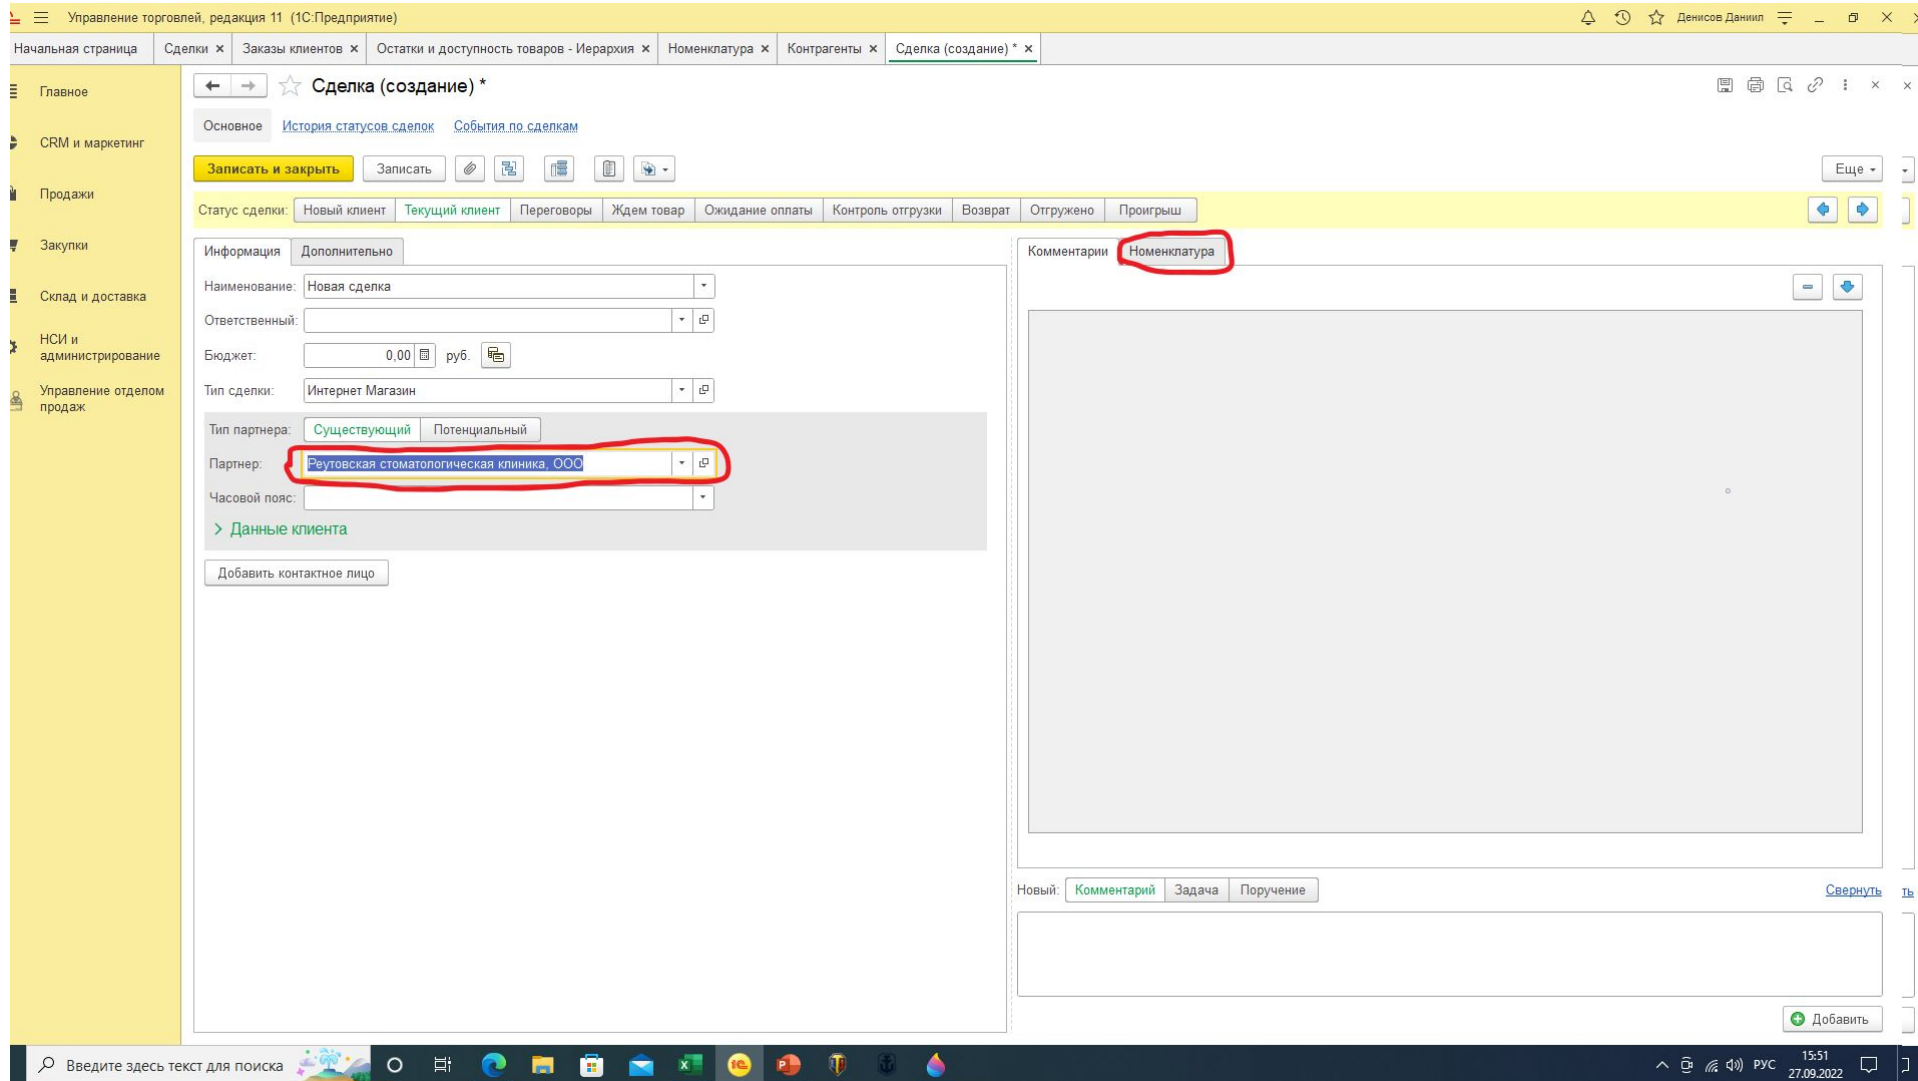 Управление торговлей, редакция 11 (1С:Предприятие)
Денисов Даниил
Начальная страница Сделки Заказы клиентов Остатки и доступность товаров - Иерархия Номенклатура Контрагенты Сделка (создание) *
Главное
CRM и маркетинг
Продажи
Закупки
Склад и доставка
НСИ и
администрирование
Управление отделом
продаж
Сделка (создание) *
Основное История статусов сделок События по сделкам
Записать и закрыть Записать Еще
Статус сделки: Новый клиент Текущий клиент Переговоры Ждем товар Ожидание оплаты Контроль отгрузки Возврат Отгружено Проигрыш
Информация Дополнительно
Наименование: Новая сделка
Ответственный:
Бюджет: 0,00 руб.
Тип сделки: Интернет Магазин
Тип партнера: Существующий Потенциальный
Партнер: Реутовская стоматологическая клиника, ООО
Часовой пояс:
Данные клиента
Добавить контактное лицо
Комментарии Номенклатура
Новый: Комментарий Задача Поручение Свернуть ть
Добавить
Введите здесь текст для поиска
РУС 15:51
27.09.2022